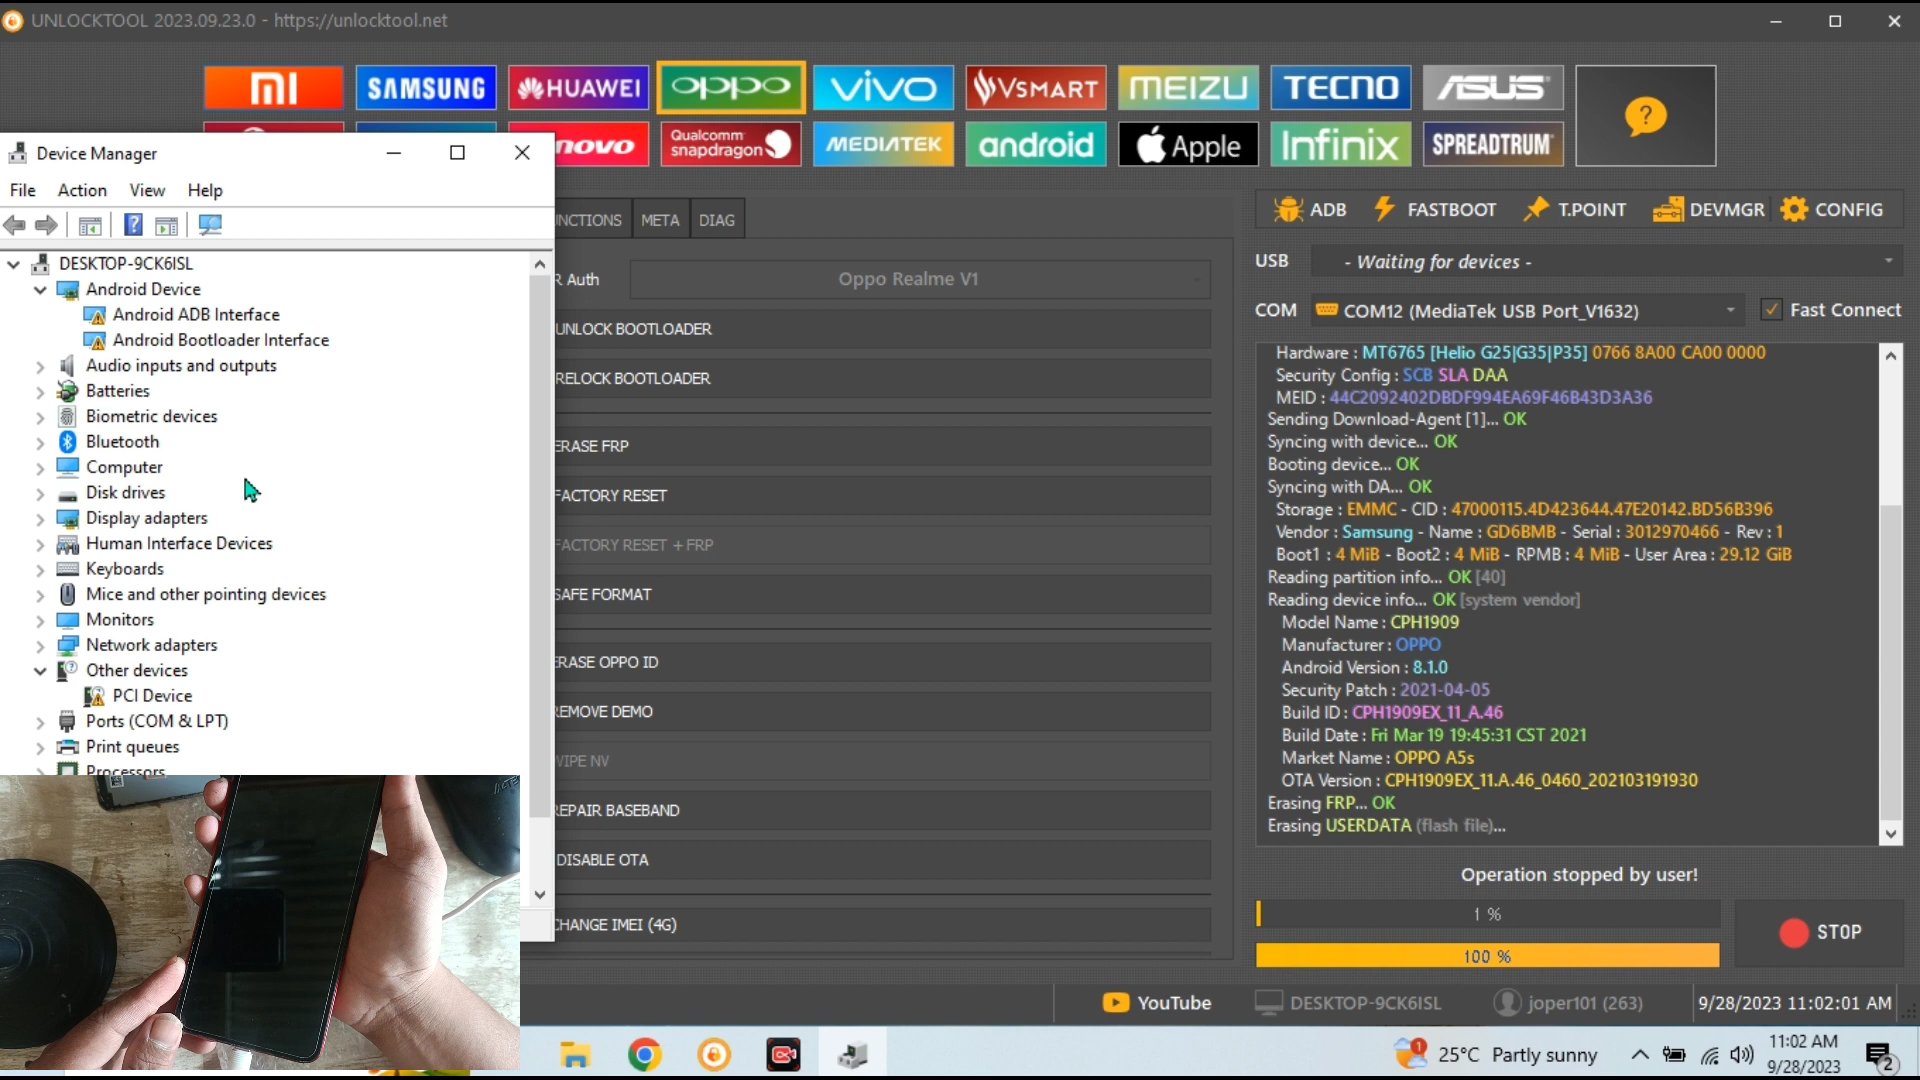 UNLOCKTOOL 2023.09.23.0 - https://unlocktool.net
SAMSUNG
HUAWEI
oppo
vivo
VSMART
MEIZU
TECNO
ASUS
?
novo
Qualcomm
snapdragon
MEDIATEK
android
Apple
Infinix
SPREADTRUM
Device Manager
File Action View Help
DESKTOP-9CK6ISL
Android Device
Android ADB Interface
Android Bootloader Interface
Audio inputs and outputs
Batteries
Biometric devices
Bluetooth
Computer
Disk drives
Display adapters
Human Interface Devices
Keyboards
Mice and other pointing devices
Monitors
Network adapters
Other devices
PCI Device
Ports (COM & LPT)
Print queues
Processors
NCTIONS META DIAG
R Auth Oppo Realme V1
UNLOCK BOOTLOADER
RELOCK BOOTLOADER
ERASE FRP
FACTORY RESET
FACTORY RESET + FRP
SAFE FORMAT
ERASE OPPO ID
REMOVE DEMO
WIPE NV
REPAIR BASEBAND
DISABLE OTA
CHANGE IMEI (4G)
ADB FASTBOOT T.POINT DEVMGR CONFIG
USB - Waiting for devices -
COM COM12 (MediaTek USB Port_V1632) Fast Connect
Hardware : MT6765 [Helio G25|G35|P35] 0766 8A00 CA00 0000
Security Config : SCB SLA DAA
MEID : 44C2092402DBDF994EA69F46B43D3A36
Sending Download-Agent [1]... OK
Syncing with device... OK
Booting device... OK
Syncing with DA... OK
Storage : EMMC - CID : 47000115.4D423644.47E20142.BD56B396
Vendor : Samsung - Name : GD6BMB - Serial : 3012970466 - Rev : 1
Boot1 : 4 MiB - Boot2 : 4 MiB - RPMB : 4 MiB - User Area : 29.12 GiB
Reading partition info... OK [40]
Reading device info... OK [system vendor]
Model Name : CPH1909
Manufacturer : OPPO
Android Version : 8.1.0
Security Patch : 2021-04-05
Build ID : CPH1909EX_11_A.46
Build Date : Fri Mar 19 19:45:31 CST 2021
Market Name : OPPO A5s
OTA Version : CPH1909EX_11.A.46_0460_202103191930
Erasing FRP... OK
Erasing USERDATA (flash file)...
Operation stopped by user!
1 %
100 %
STOP
YouTube DESKTOP-9CK6ISL joper101 (263) 9/28/2023 11:02:01 AM
1 25°C Partly sunny 11:02 AM
9/28/2023
2